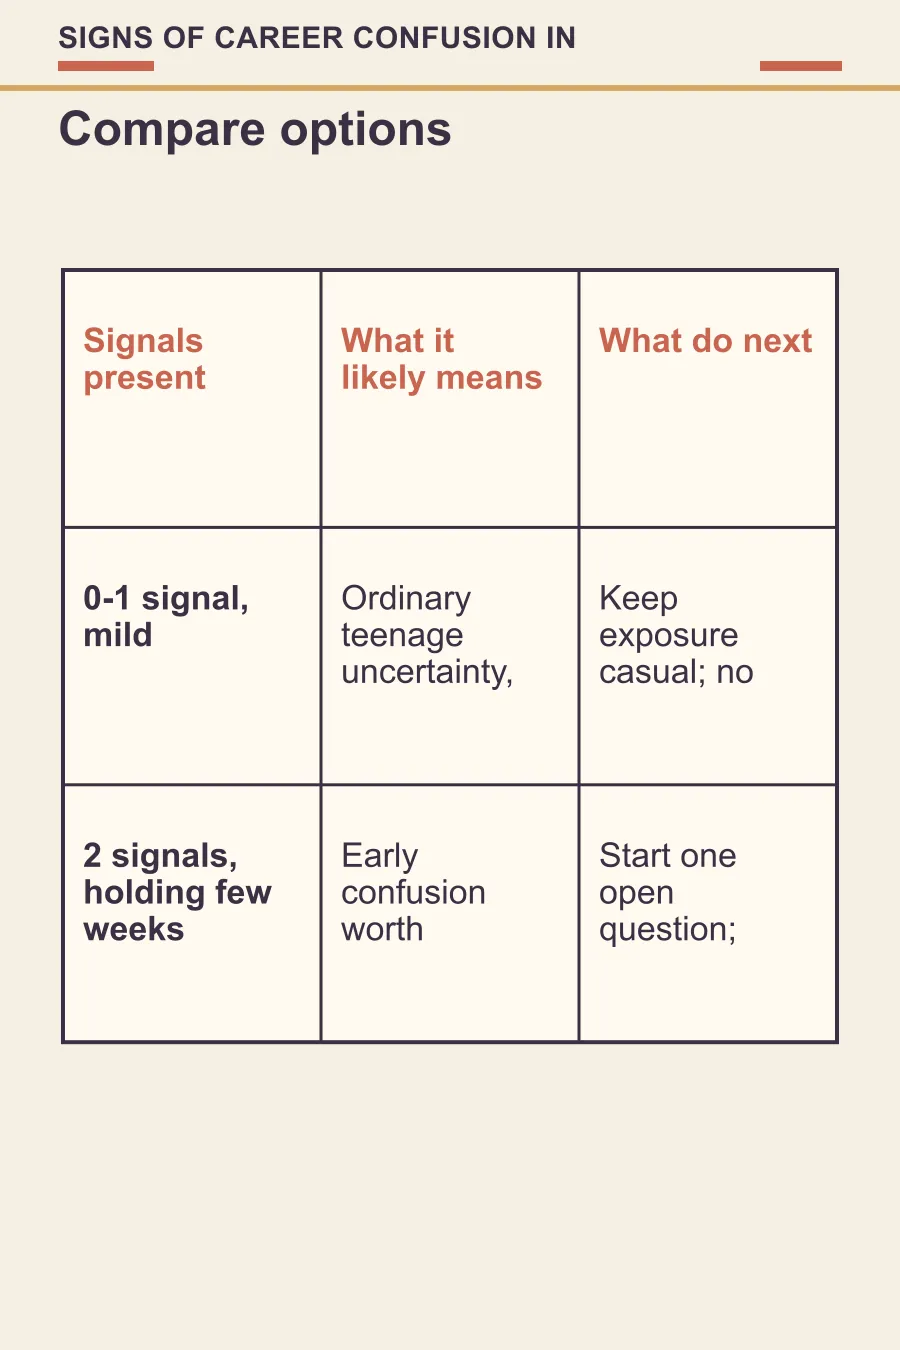 SIGNS OF CAREER CONFUSION IN
Compare options
Signals
present
What it
likely means
What do next
0-1 signal,
mild
Ordinary
teenage
uncertainty,
Keep
exposure
casual; no
2 signals,
holding few
weeks
Early
confusion
worth
Start one
open
question;